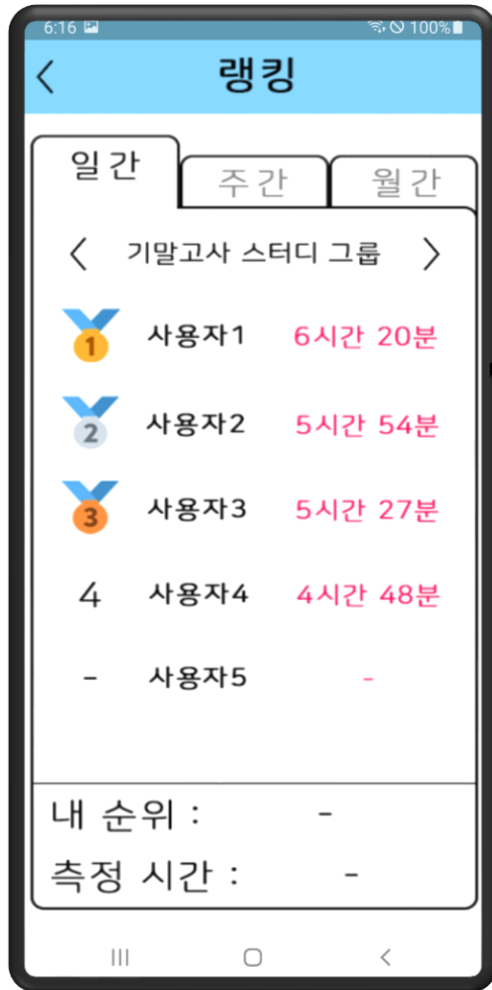 6:16 100%
랭킹
일간 주간 월간
< 기말고사 스터디 그룹 >
1 사용자1 6시간 20분
2 사용자2 5시간 54분
3 사용자3 5시간 27분
4 사용자4 4시간 48분
- 사용자5 -
내 순위 : -
측정 시간 : -